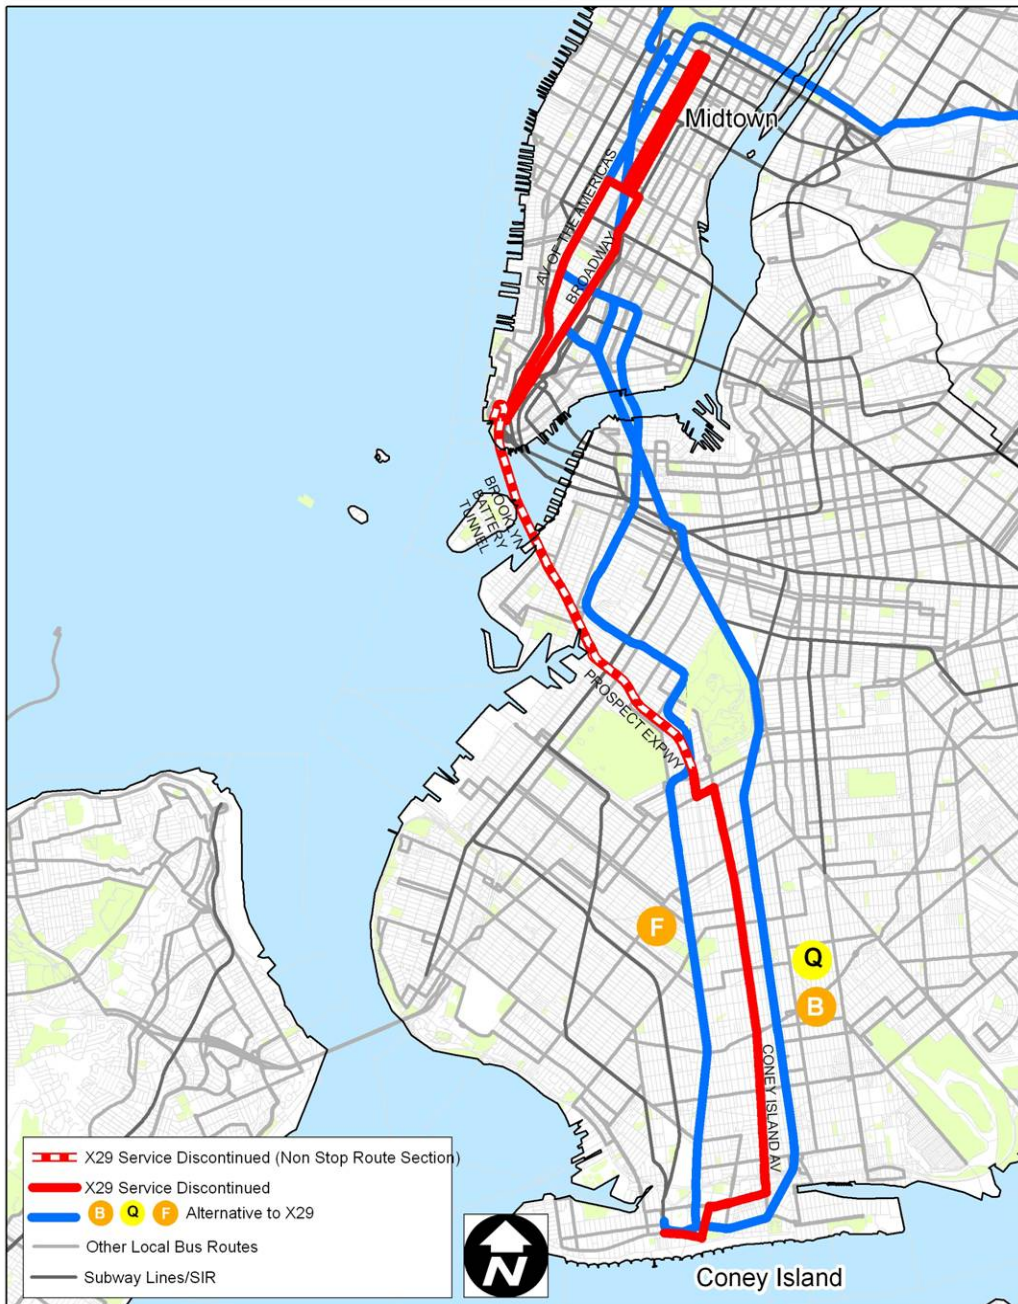 Midtown
AV OF THE AMERICAS
BROADWAY
BROOKLYN
BATTERY
TUNNEL
PROSPECT EXPWY
F
Q
B
CONEY ISLAND AV
X29 Service Discontinued (Non Stop Route Section)
X29 Service Discontinued
B Q F Alternative to X29
Other Local Bus Routes
Subway Lines/SIR
N
Coney Island